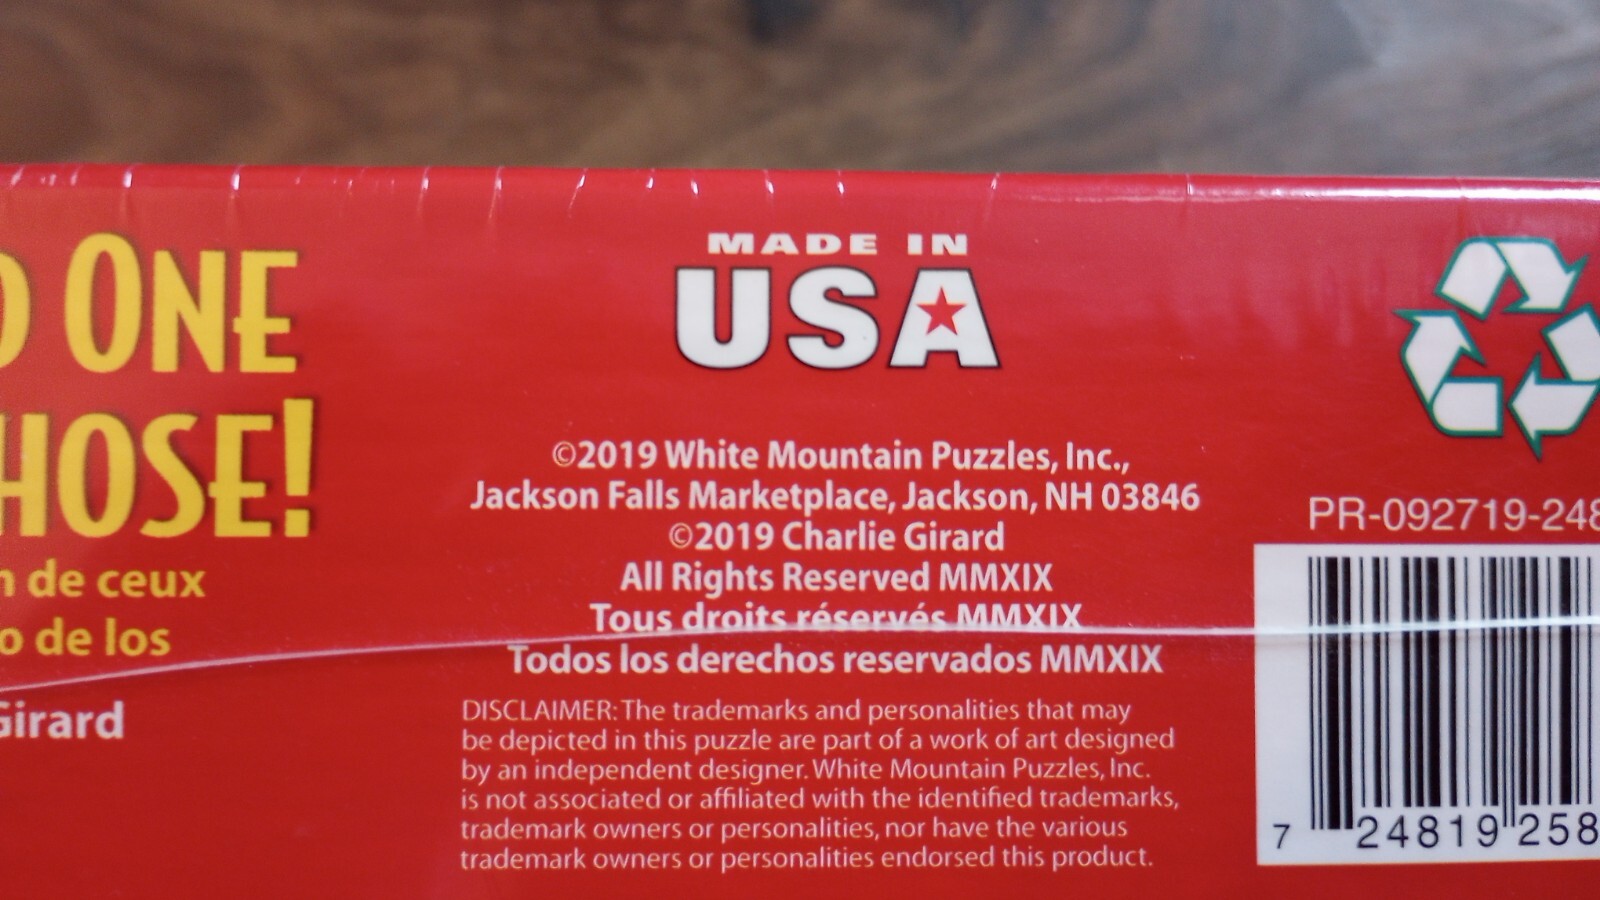 ONE
HOSE!
de ceux
de los
Girard
MADE IN
USA
©2019 White Mountain Puzzles, Inc.,
Jackson Falls Marketplace, Jackson, NH 03846
©2019 Charlie Girard
All Rights Reserved MMXIX
Tous droits réservés MMXIX
Todos los derechos reservados MMXIX
DISCLAIMER: The trademarks and personalities that may
be depicted in this puzzle are part of a work of art designed
by an independent designer. White Mountain Puzzles, Inc.
is not associated or affiliated with the identified trademarks,
trademark owners or personalities, nor have the various
trademark owners or personalities endorsed this product.
PR-092719-248
7 24819 258